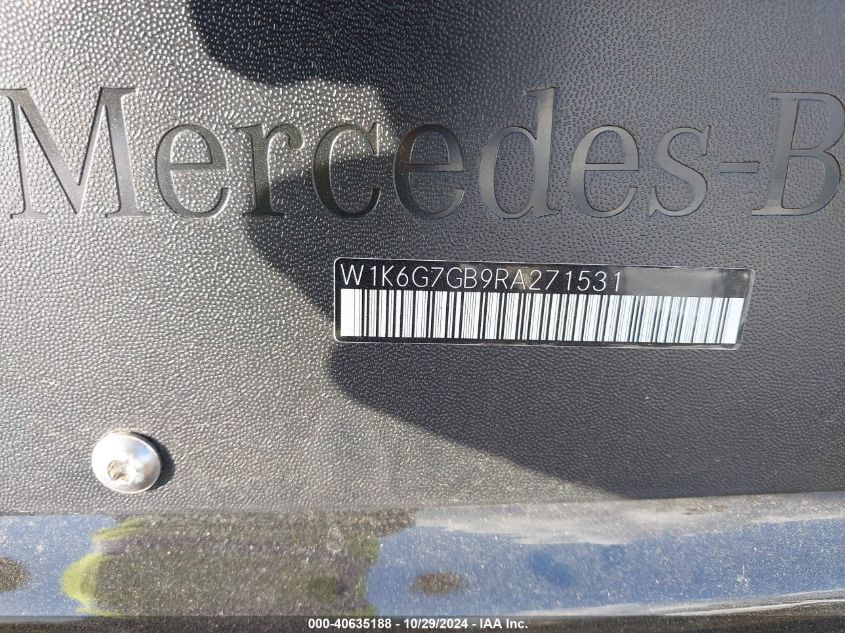 Mercedes-B
W1K6G7GB9RA271531
000-40635188 - 10/29/2024 - IAA Inc.